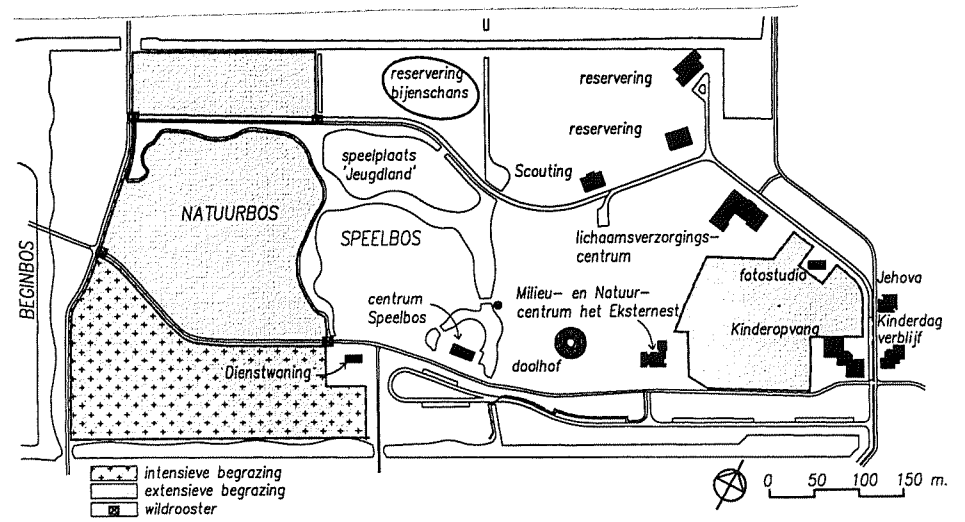 reservering
bijenschans
reservering
reservering
speelplaats
'Jeugdland'
Scouting
NATUURBOS
SPEELBOS
lichaamsverzorgings-
centrum
BEGINBOS
fotostudio
Jehova
centrum
Speelbos
Milieu- en Natuur-
centrum het Eksternest
Kinderopvang
Kinderdag
verblijf
Dienstwoning
doolhof
intensieve begrazing
extensieve begrazing
wildrooster
0 50 100 150 m.